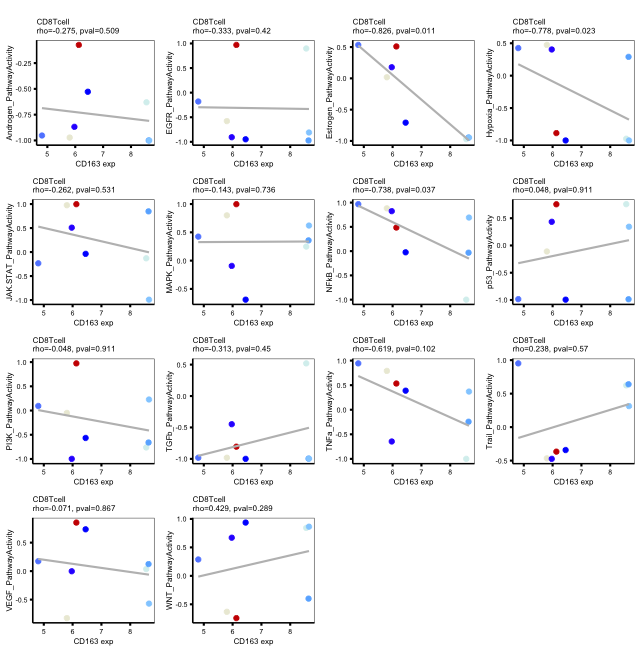 CD8Tcell
rho=-0.275, pval=0.509
Androgen_PathwayActivity
0.00
-0.25
-0.50
-0.75
-1.00
5 6 7 8
CD163 exp
CD8Tcell
rho=-0.333, pval=0.42
EGFR_PathwayActivity
1.0
0.5
0.0
-0.5
-1.0
5 6 7 8
CD163 exp
CD8Tcell
rho=-0.826, pval=0.011
Estrogen_PathwayActivity
0.5
0.0
-0.5
-1.0
5 6 7 8
CD163 exp
CD8Tcell
rho=-0.778, pval=0.023
Hypoxia_PathwayActivity
0.5
0.0
-0.5
-1.0
5 6 7 8
CD163 exp
CD8Tcell
rho=-0.262, pval=0.531
JAK.STAT_PathwayActivity
1.0
0.5
0.0
-0.5
-1.0
5 6 7 8
CD163 exp
CD8Tcell
rho=-0.143, pval=0.736
MAPK_PathwayActivity
1.0
0.5
0.0
-0.5
5 6 7 8
CD163 exp
CD8Tcell
rho=-0.738, pval=0.037
NFkB_PathwayActivity
1.0
0.5
0.0
-0.5
-1.0
5 6 7 8
CD163 exp
CD8Tcell
rho=0.048, pval=0.911
p53_PathwayActivity
0.5
0.0
-0.5
-1.0
5 6 7 8
CD163 exp
CD8Tcell
rho=-0.048, pval=0.911
PI3K_PathwayActivity
1.0
0.5
0.0
-0.5
-1.0
5 6 7 8
CD163 exp
CD8Tcell
rho=-0.313, pval=0.45
TGFb_PathwayActivity
0.5
0.0
-0.5
-1.0
5 6 7 8
CD163 exp
CD8Tcell
rho=-0.619, pval=0.102
TNFa_PathwayActivity
1.0
0.5
0.0
-0.5
-1.0
5 6 7 8
CD163 exp
CD8Tcell
rho=0.238, pval=0.57
Trail_PathwayActivity
1.0
0.5
0.0
-0.5
5 6 7 8
CD163 exp
CD8Tcell
rho=-0.071, pval=0.867
VEGF_PathwayActivity
0.5
0.0
-0.5
5 6 7 8
CD163 exp
CD8Tcell
rho=0.429, pval=0.289
WNT_PathwayActivity
0.5
0.0
-0.5
5 6 7 8
CD163 exp